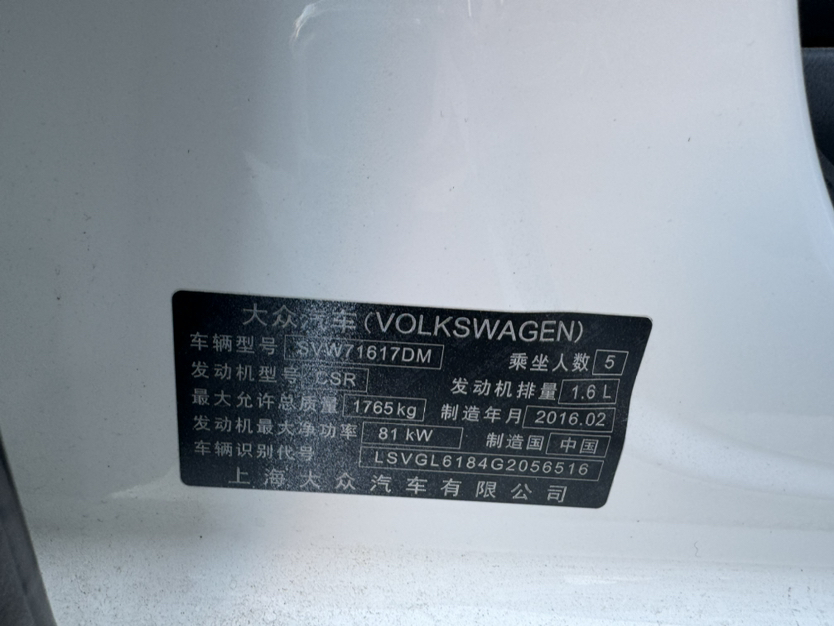 大众汽车(VOLKSWAGEN)
车辆型号 SVW71617DM 乘坐人数 5
发动机型号 CSR 发动机排量 1.6 L
最大允许总质量 1765kg 制造年月 2016.02
发动机最大净功率 81 kW 制造国 中国
车辆识别代号 LSVGL6184G2056516
上海大众汽车有限公司